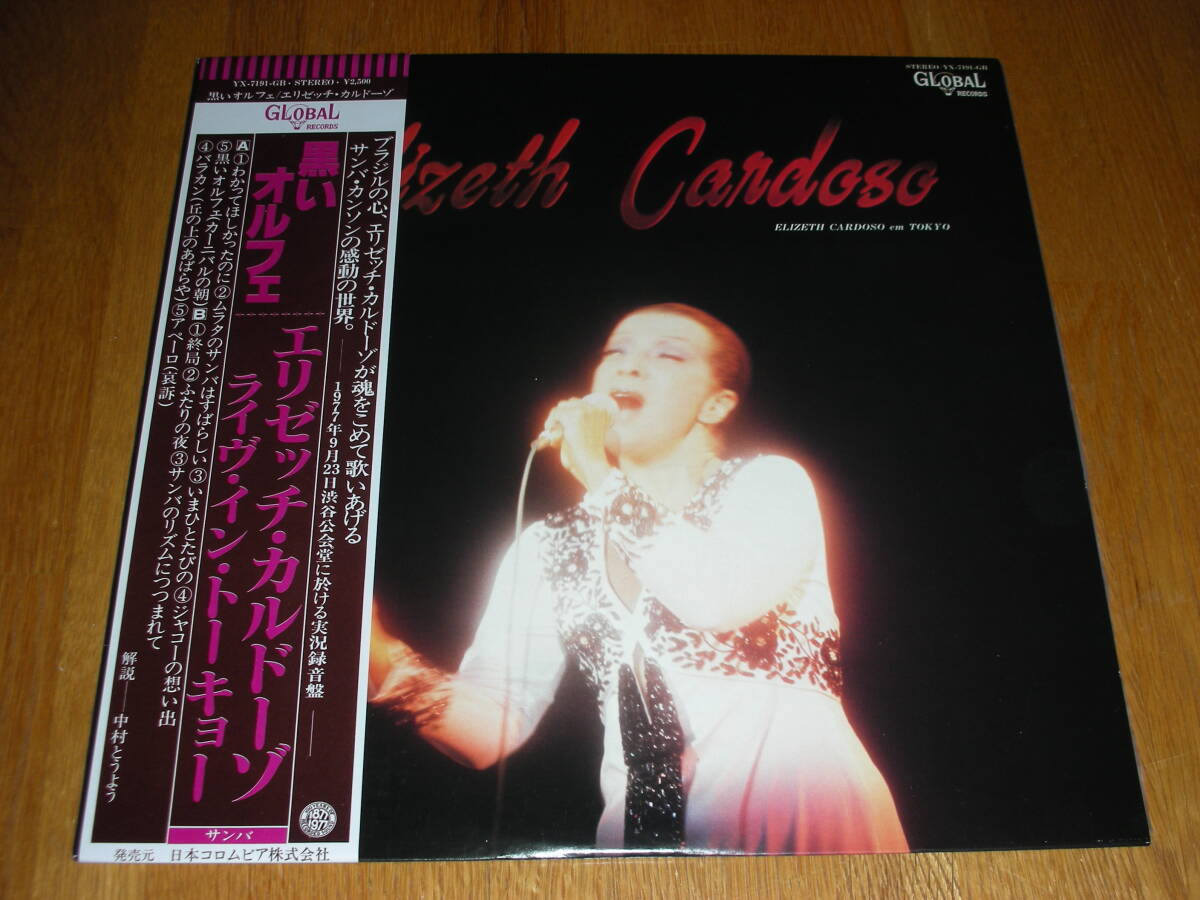 YX-7191-GB・STEREO・¥2,500
黒いオルフェ/エリゼッチ・カルドーゾ
GLOBAL
RECORDS
ブラジルの心、エリゼッチ・カルドーゾが魂をこめて歌いあげる
サンバ・カンソンの感動の世界。
1977年9月23日渋谷公会堂に於ける実況録音盤
黒い
オルフェ
エリゼッチ・カルドーゾ
ライヴ・イン・トーキョー
A①わかってほしかったのに②ムラタのサンバはすばらしい③いまひとたびの④ジャコーの想い出
⑤黒いオルフェ(カーニバルの朝)B①終局②ふたりの夜③サンバのリズムにつつまれて
④バラカン(丘の上のあばらや)⑤アペーロ(哀訴)
解説――中村とうよう
1877
1977
サンバ
発売元 日本コロムビア株式会社
STEREO・YX-7191-GB
GLOBAL
RECORDS
lizeth Cardoso
ELIZETH CARDOSO em TOKYO